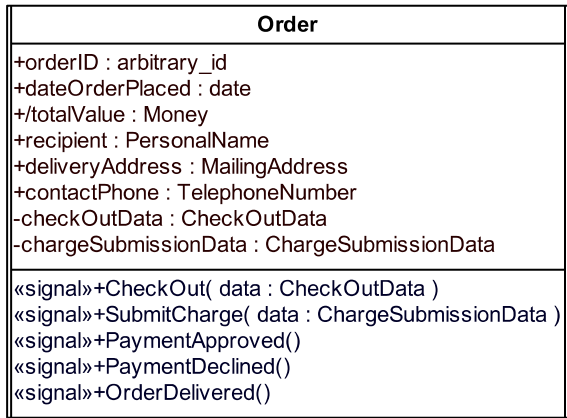 Order
+orderID : arbitrary_id
+dateOrderPlaced : date
+/totalValue : Money
+recipient : PersonalName
+deliveryAddress : MailingAddress
+contactPhone : TelephoneNumber
-checkOutData : CheckOutData
-chargeSubmissionData : ChargeSubmissionData
«signal»+CheckOut( data : CheckOutData )
«signal»+SubmitCharge( data : ChargeSubmissionData )
«signal»+PaymentApproved()
«signal»+PaymentDeclined()
«signal»+OrderDelivered()